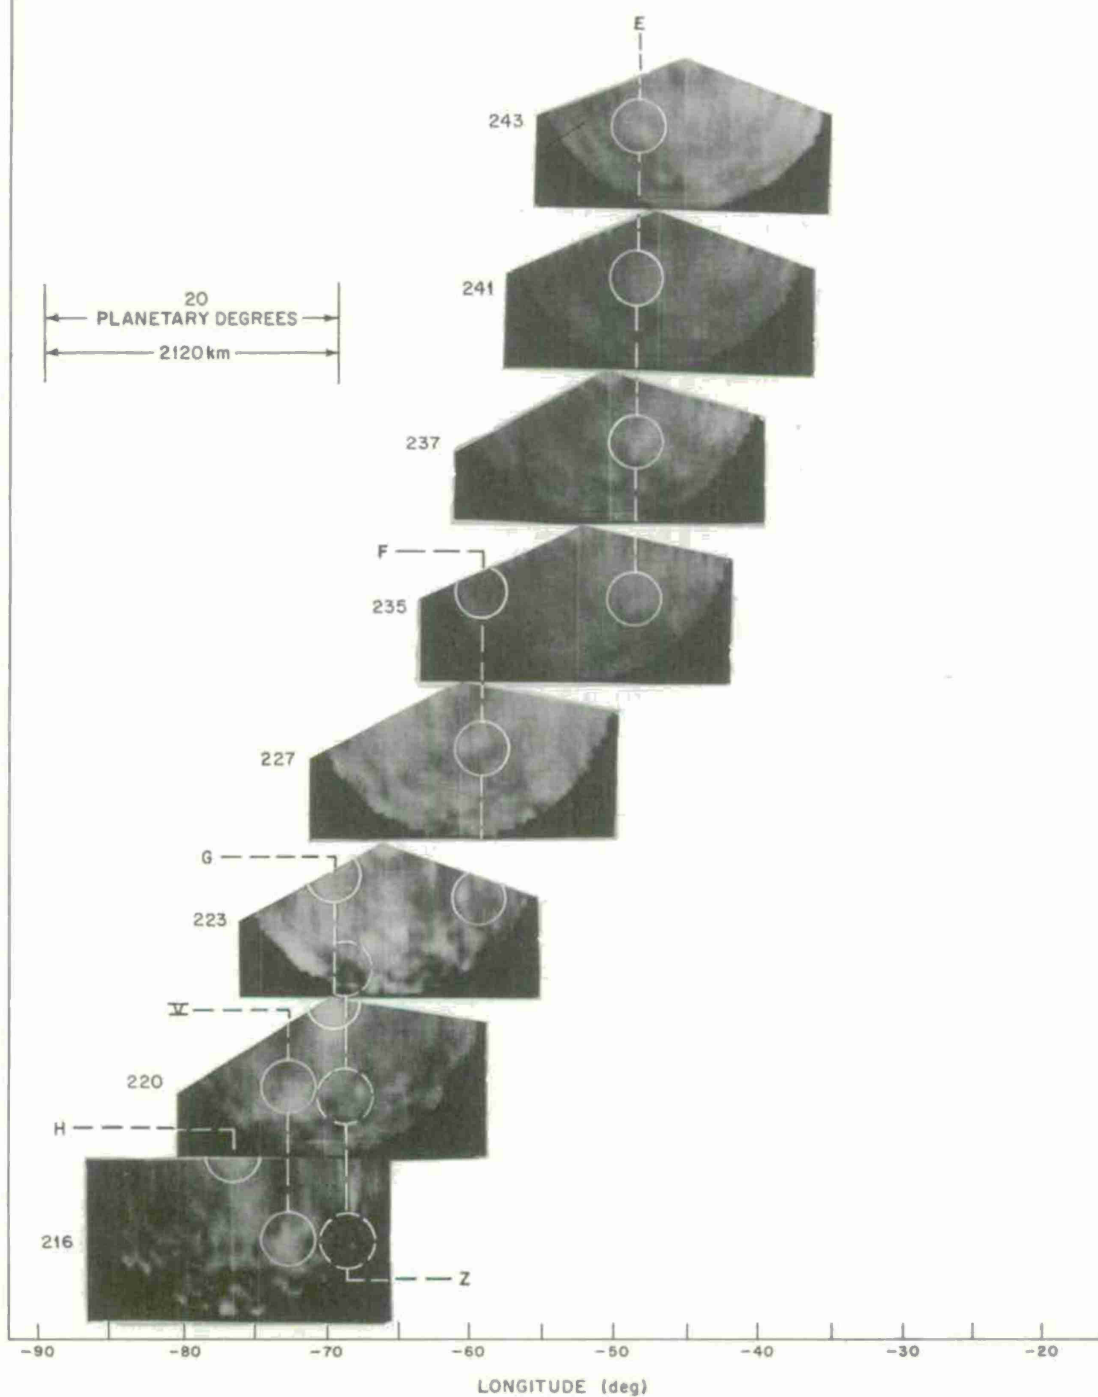 E
243
241
20
PLANETARY DEGREES
2120 km
237
F
235
227
G
223
V
220
H
216
Z
-90 -80 -70 -60 -50 -40 -30 -20
LONGITUDE (deg)